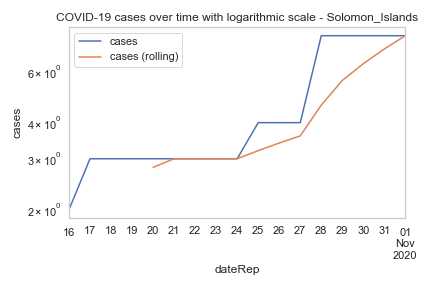 COVID-19 cases over time with logarithmic scale - Solomon_Islands
cases
cases (rolling)
6 × 10⁰
4 × 10⁰
3 × 10⁰
2 × 10⁰
cases
16 17 18 19 20 21 22 23 24 25 26 27 28 29 30 31 01
Nov
2020
dateRep